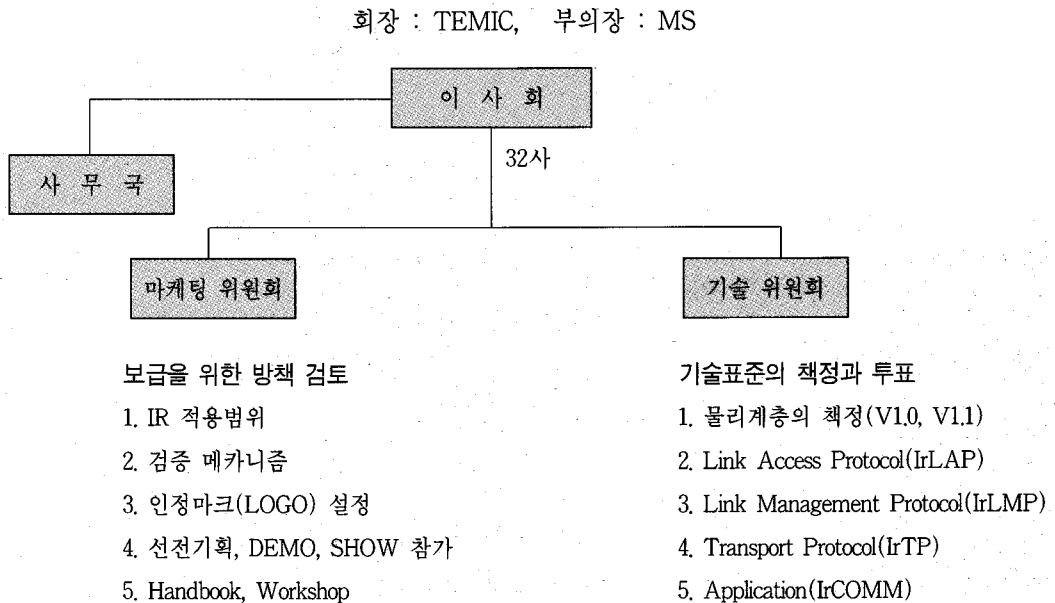 회장 : TEMIC, 부의장 : MS
이 사 회
32사
사 무 국
마케팅 위원회
기술 위원회
보급을 위한 방책 검토
1. IR 적용범위
2. 검증 메카니즘
3. 인정마크(LOGO) 설정
4. 선전기획, DEMO, SHOW 참가
5. Handbook, Workshop
기술표준의 책정과 투표
1. 물리계층의 책정(V1.0, V1.1)
2. Link Access Protocol(IrLAP)
3. Link Management Protocol(IrLMP)
4. Transport Protocol(IrTP)
5. Application(IrCOMM)